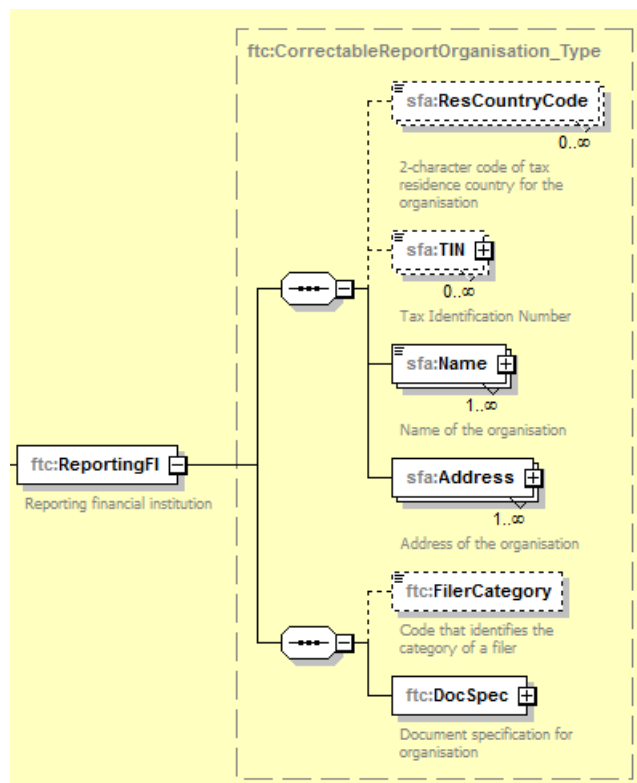 ftc:CorrectableReportOrganisation_Type
sfa:ResCountryCode
0..∞
2-character code of tax
residence country for the
organisation
sfa:TIN
0..∞
Tax Identification Number
sfa:Name
1..∞
Name of the organisation
ftc:ReportingFI
Reporting financial institution
sfa:Address
1..∞
Address of the organisation
ftc:FilerCategory
Code that identifies the
category of a filer
ftc:DocSpec
Document specification for
organisation